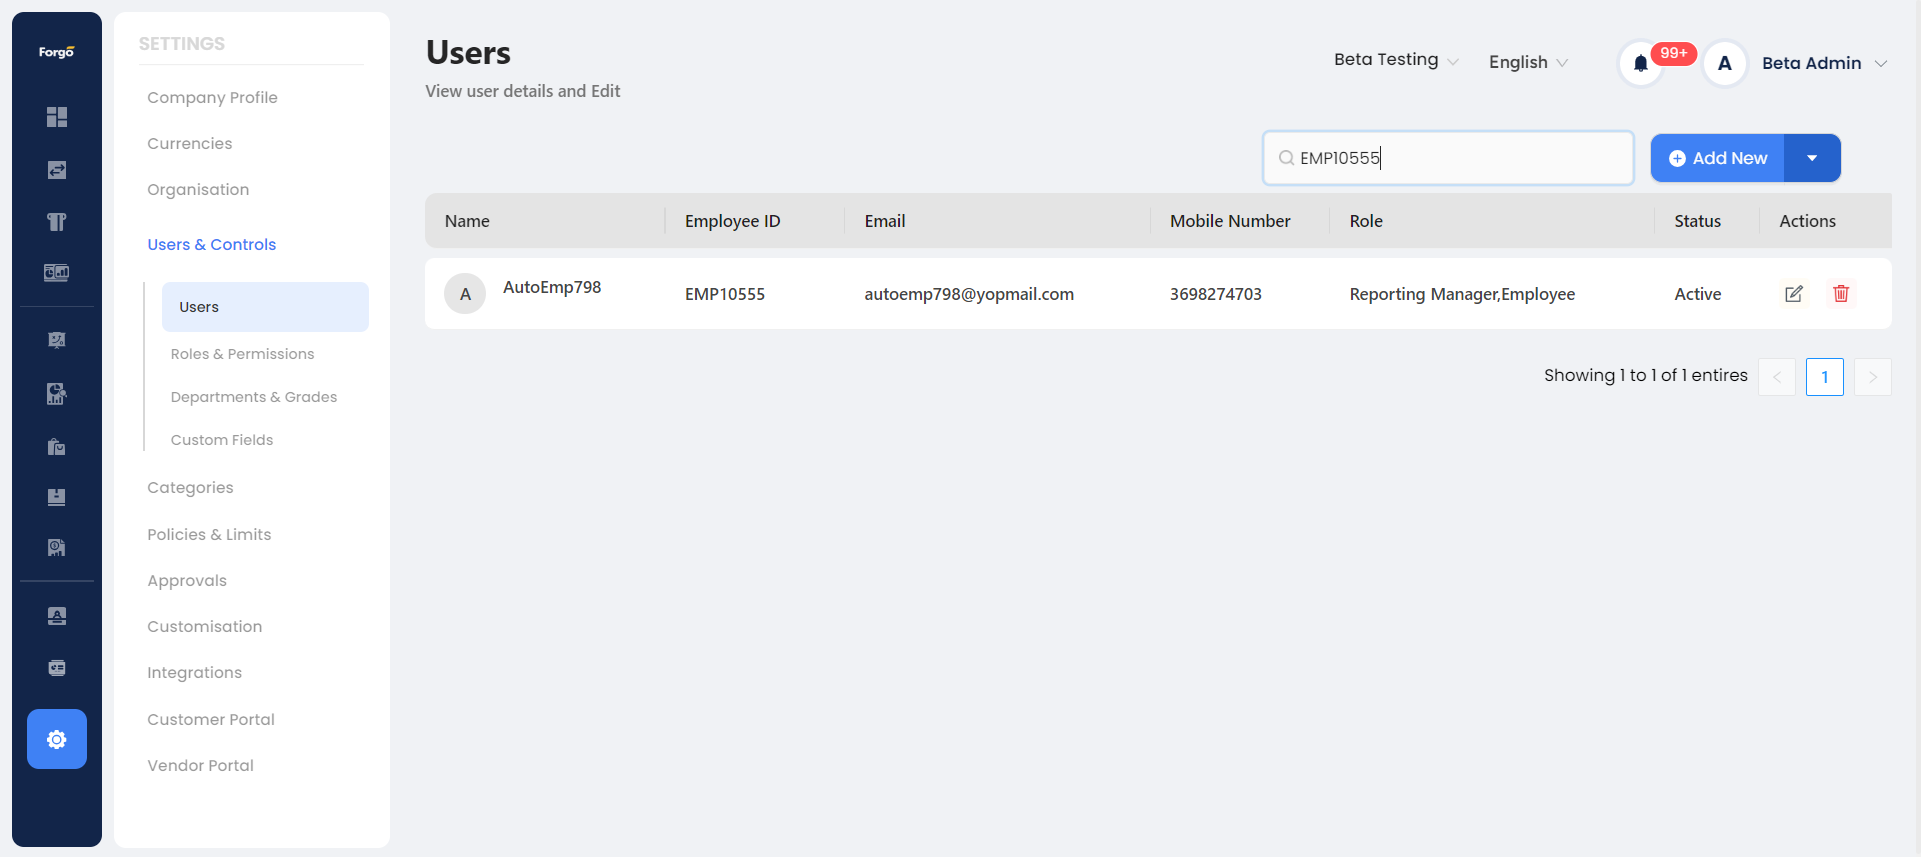 Forgo
SETTINGS
Company Profile
Currencies
Organisation
Users & Controls
Users
Roles & Permissions
Departments & Grades
Custom Fields
Categories
Policies & Limits
Approvals
Customisation
Integrations
Customer Portal
Vendor Portal
Users
View user details and Edit
Beta Testing
English
99+
A
Beta Admin
EMP10555
Add New
Name Employee ID Email Mobile Number Role Status Actions
A AutoEmp798 EMP10555 autoemp798@yopmail.com 3698274703 Reporting Manager,Employee Active
Showing 1 to 1 of 1 entires
1